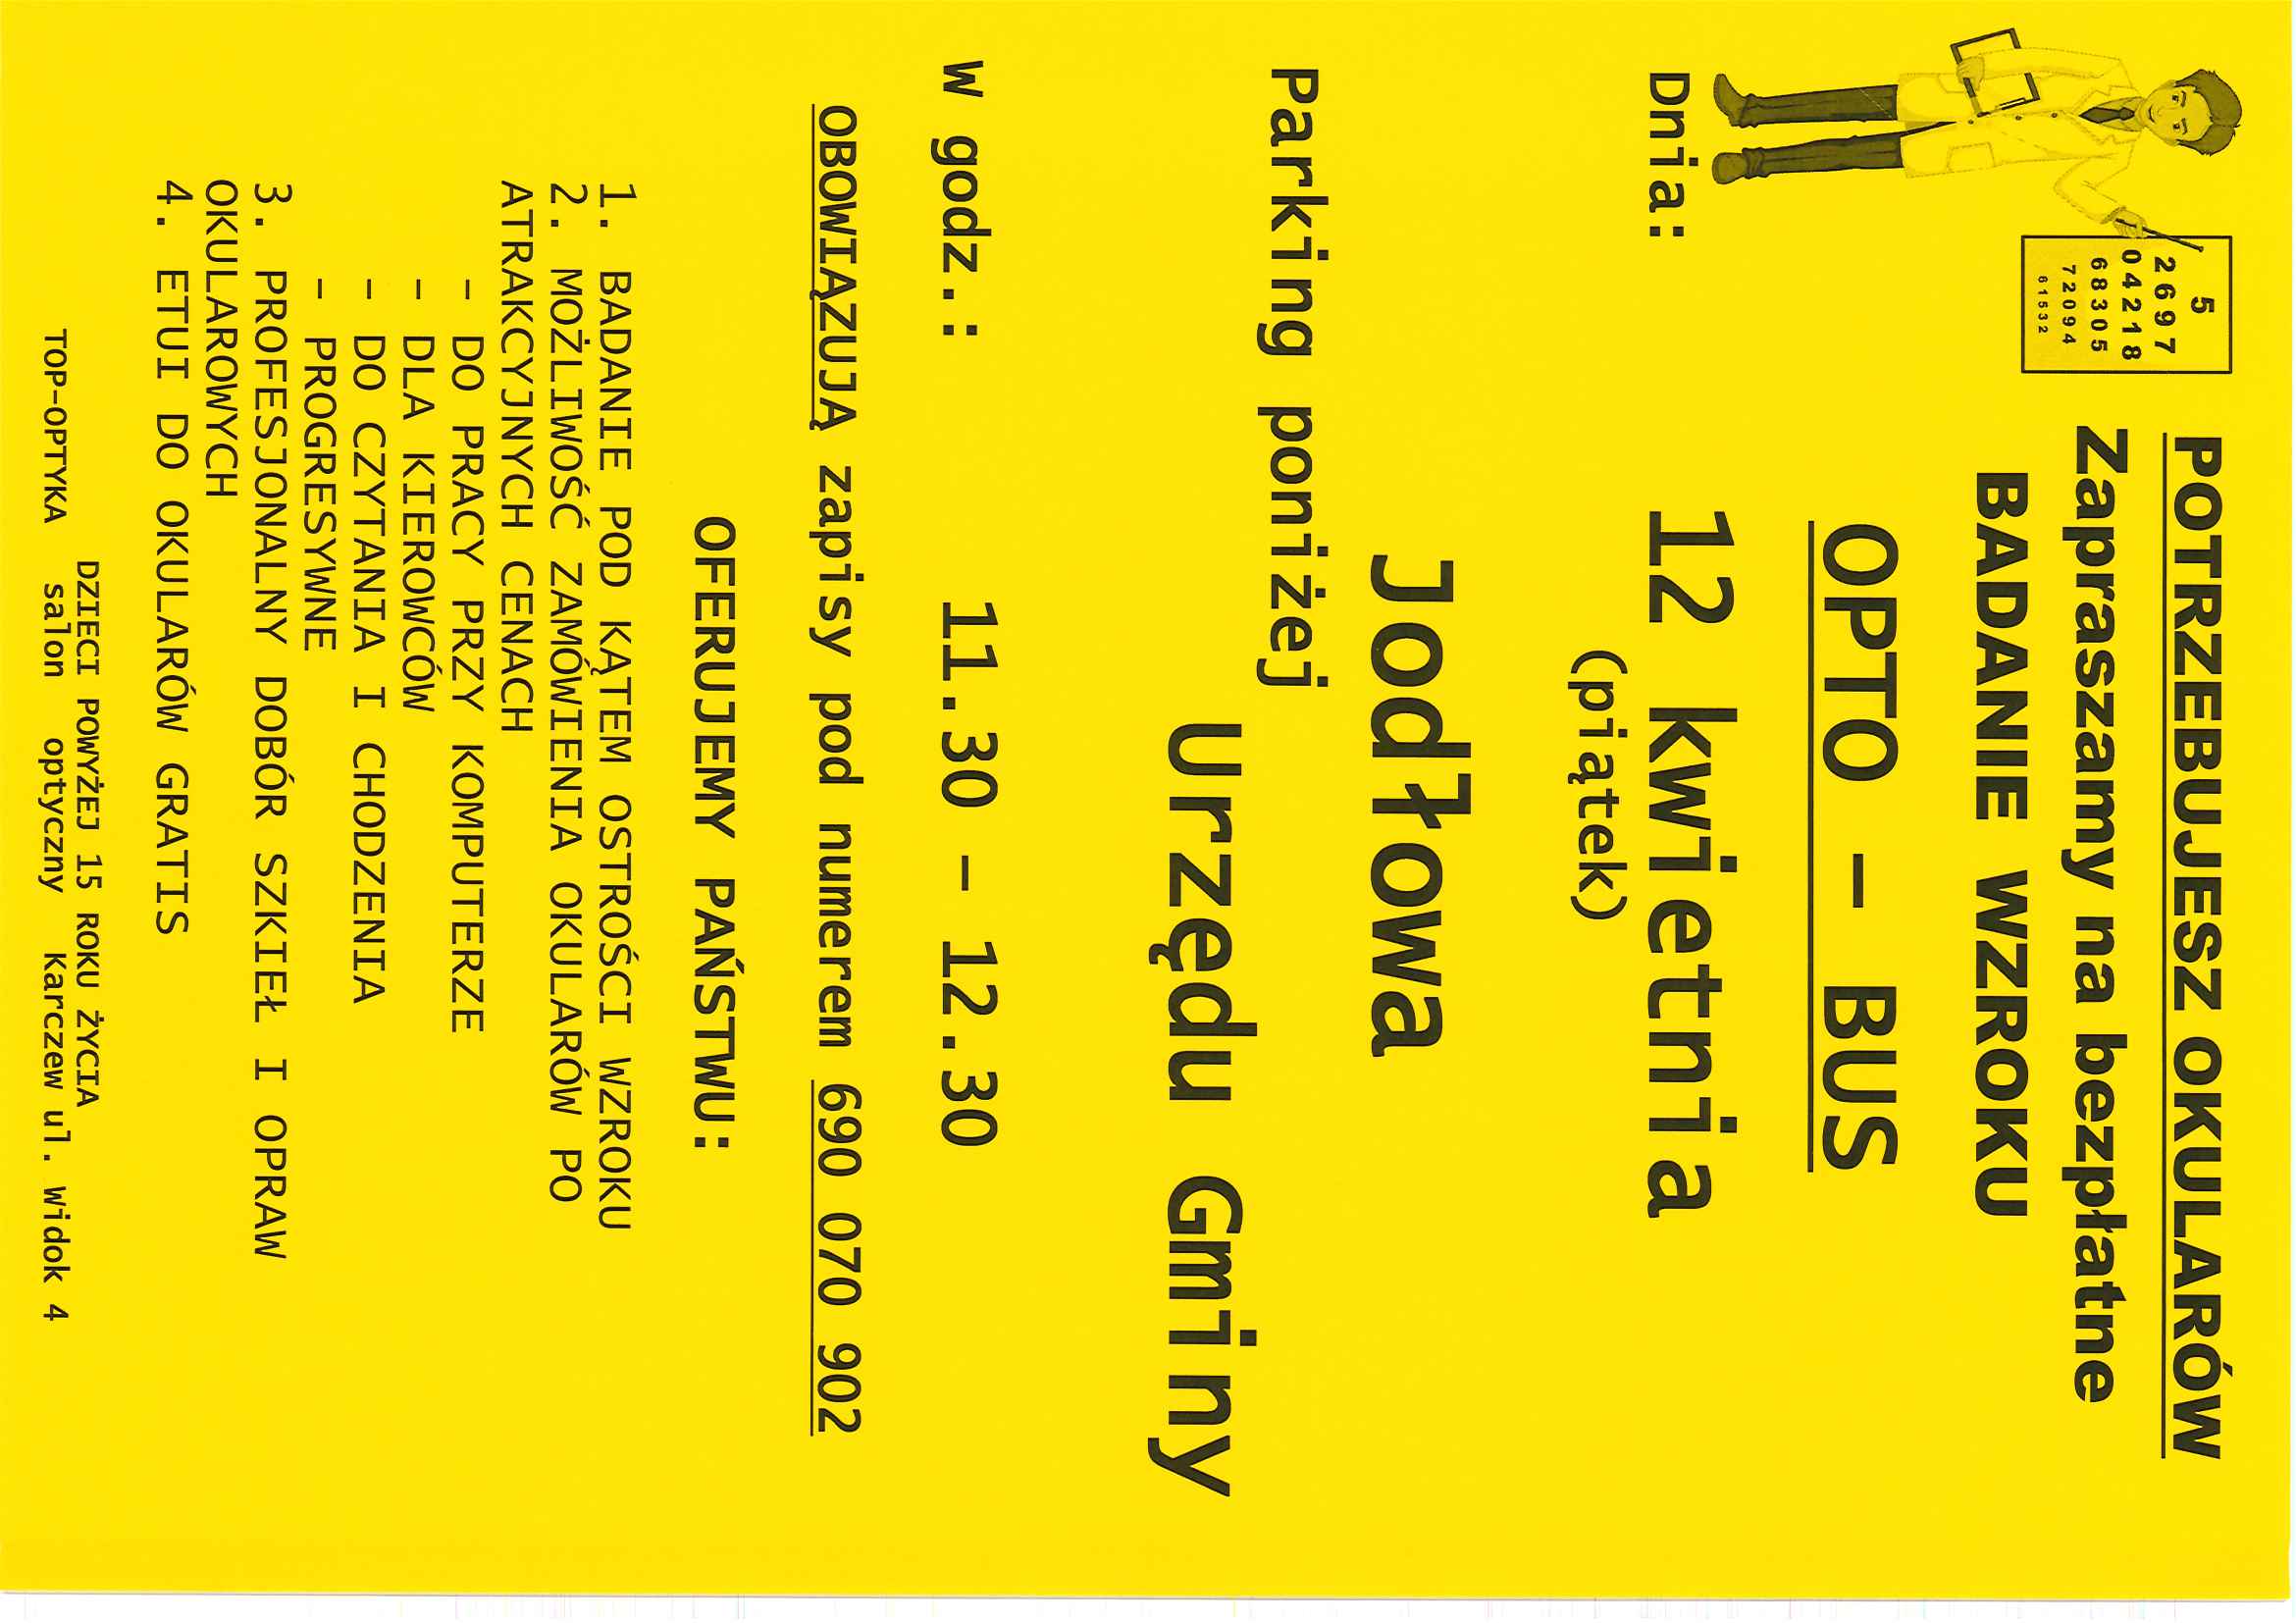 5
2697
04218
68305
72094
61532
POTRZEBUJESZ OKULARÓW
Zapraszamy na bezpłatne
BADANIE WZROKU
OPTO - BUS
Dnia: 12 kwietnia
(piątek)
Jodłowa
Parking poniżej
Urzędu Gminy
W godz.: 11.30 - 12.30
OBOWIĄZUJĄ zapisy pod numerem 690 070 902
OFERUJEMY PAŃSTWU:
1. BADANIE POD KĄTEM OSTROŚCI WZROKU
2. MOŻLIWOŚĆ ZAMÓWIENIA OKULARÓW PO
ATRAKCYJNYCH CENACH
- DO PRACY PRZY KOMPUTERZE
- DLA KIEROWCÓW
- DO CZYTANIA I CHODZENIA
- PROGRESYWNE
3. PROFESJONALNY DOBÓR SZKIEŁ I OPRAW
OKULAROWYCH
4. ETUI DO OKULARÓW GRATIS
DZIECI POWYŻEJ 15 ROKU ŻYCIA
TOP-OPTYKA salon optyczny Karczew ul. Widok 4